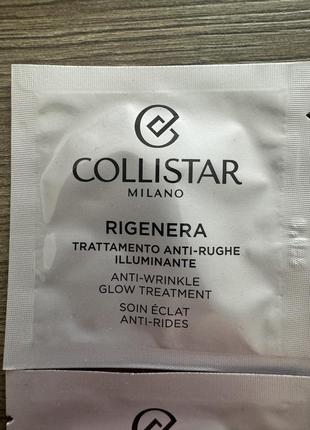 COLLISTAR
MILANO
RIGENERA
TRATTAMENTO ANTI-RUGHE
ILLUMINANTE
ANTI-WRINKLE
GLOW TREATMENT
SOIN ÉCLAT
ANTI-RIDES